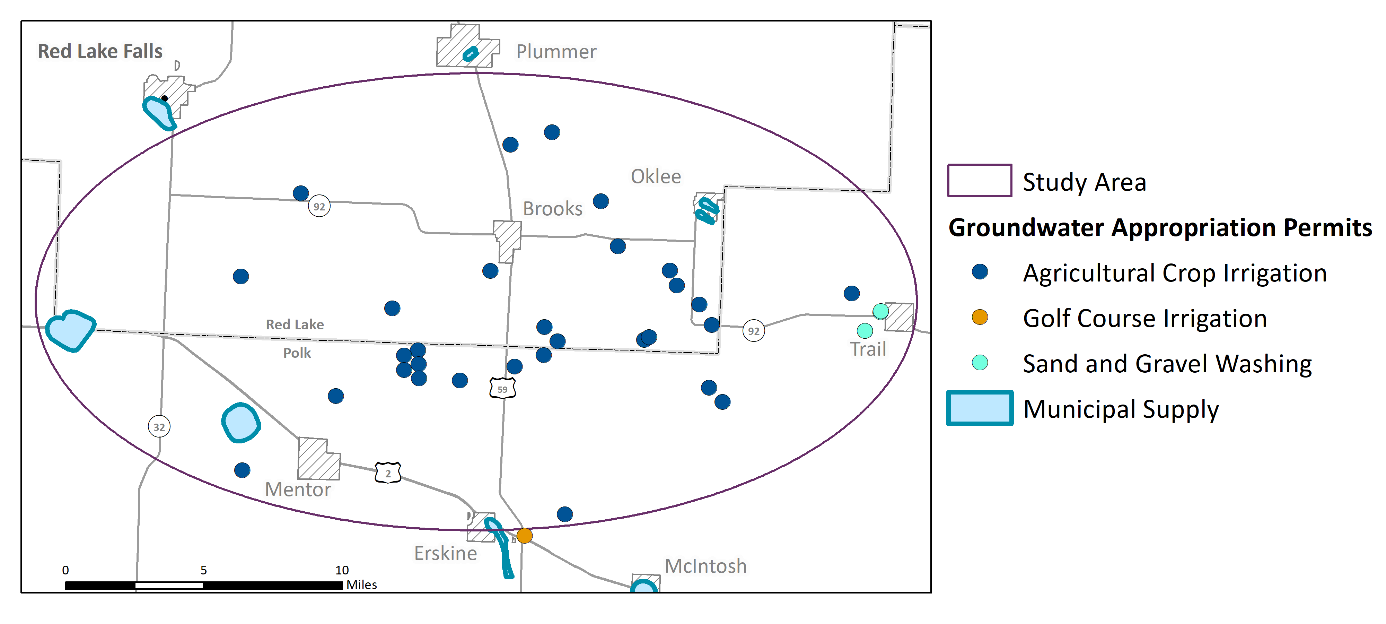 Red Lake Falls
Plummer
Oklee
92
Brooks
Red Lake
Polk
92
Trail
59
32
2
Mentor
Erskine
McIntosh
0 5 10
Miles
Study Area
Groundwater Appropriation Permits
Agricultural Crop Irrigation
Golf Course Irrigation
Sand and Gravel Washing
Municipal Supply